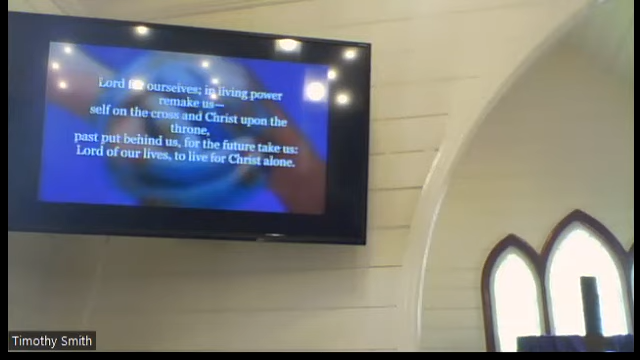 Lord for ourselves; in living power
remake us—
self on the cross and Christ upon the
throne,
past put behind us, for the future take us:
Lord of our lives, to live for Christ alone.
Timothy Smith